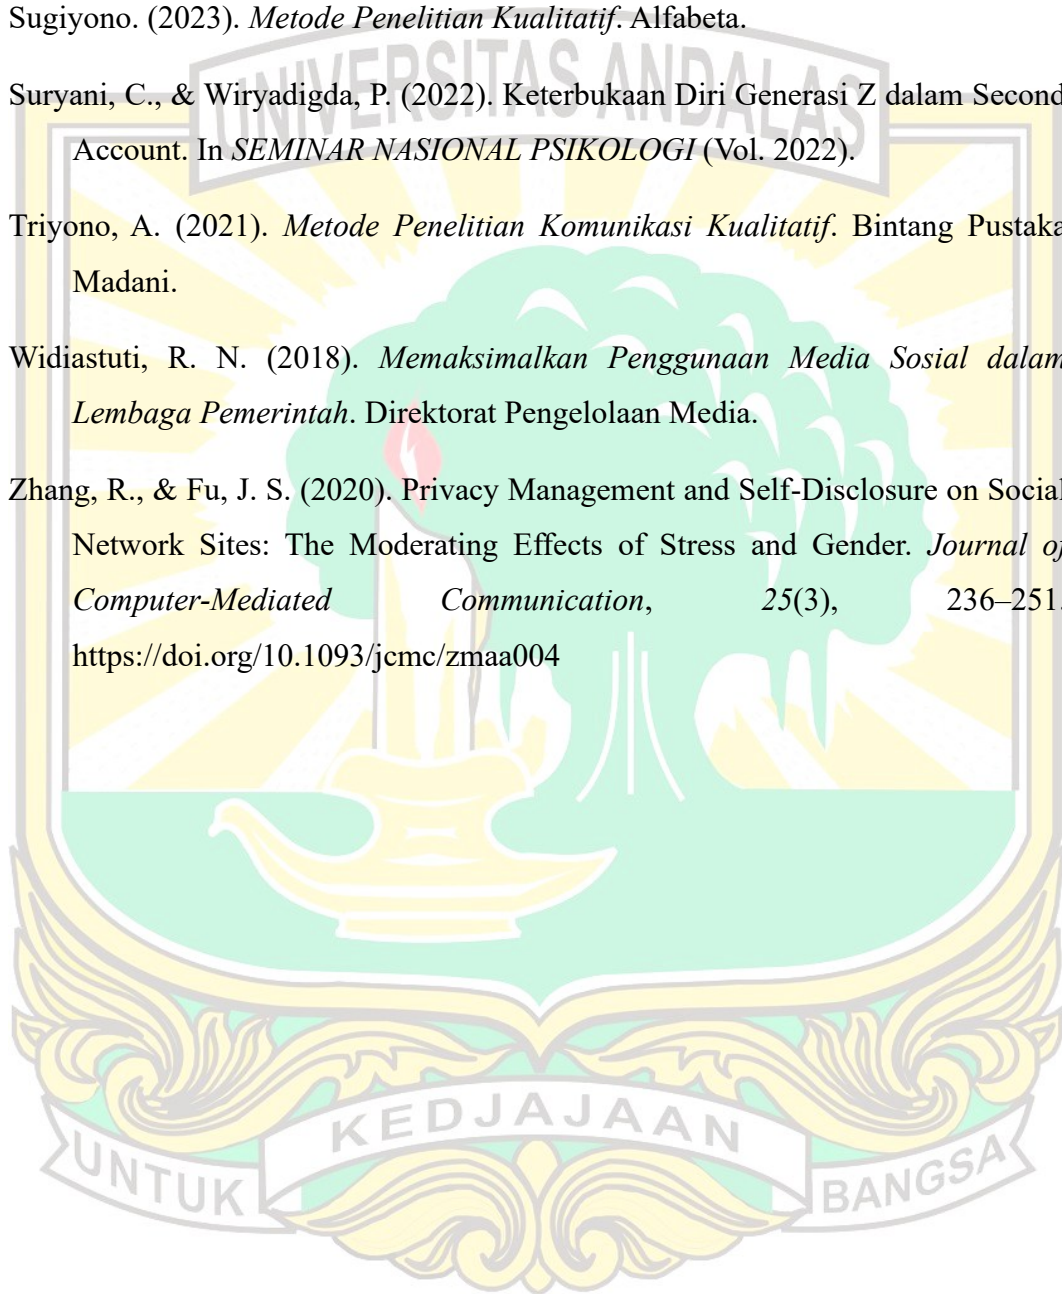 Sugiyono. (2023). Metode Penelitian Kualitatif. Alfabeta.
UNIVERSITAS ANDALAS
Suryani, C., & Wiryadigda, P. (2022). Keterbukaan Diri Generasi Z dalam Second
Account. In SEMINAR NASIONAL PSIKOLOGI (Vol. 2022).
Triyono, A. (2021). Metode Penelitian Komunikasi Kualitatif. Bintang Pustaka
Madani.
Widiastuti, R. N. (2018). Memaksimalkan Penggunaan Media Sosial dalam
Lembaga Pemerintah. Direktorat Pengelolaan Media.
Zhang, R., & Fu, J. S. (2020). Privacy Management and Self-Disclosure on Social
Network Sites: The Moderating Effects of Stress and Gender. Journal of
Computer-Mediated Communication, 25(3), 236–251.
https://doi.org/10.1093/jcmc/zmaa004
UNTUK KEDJAJAAN BANGSA